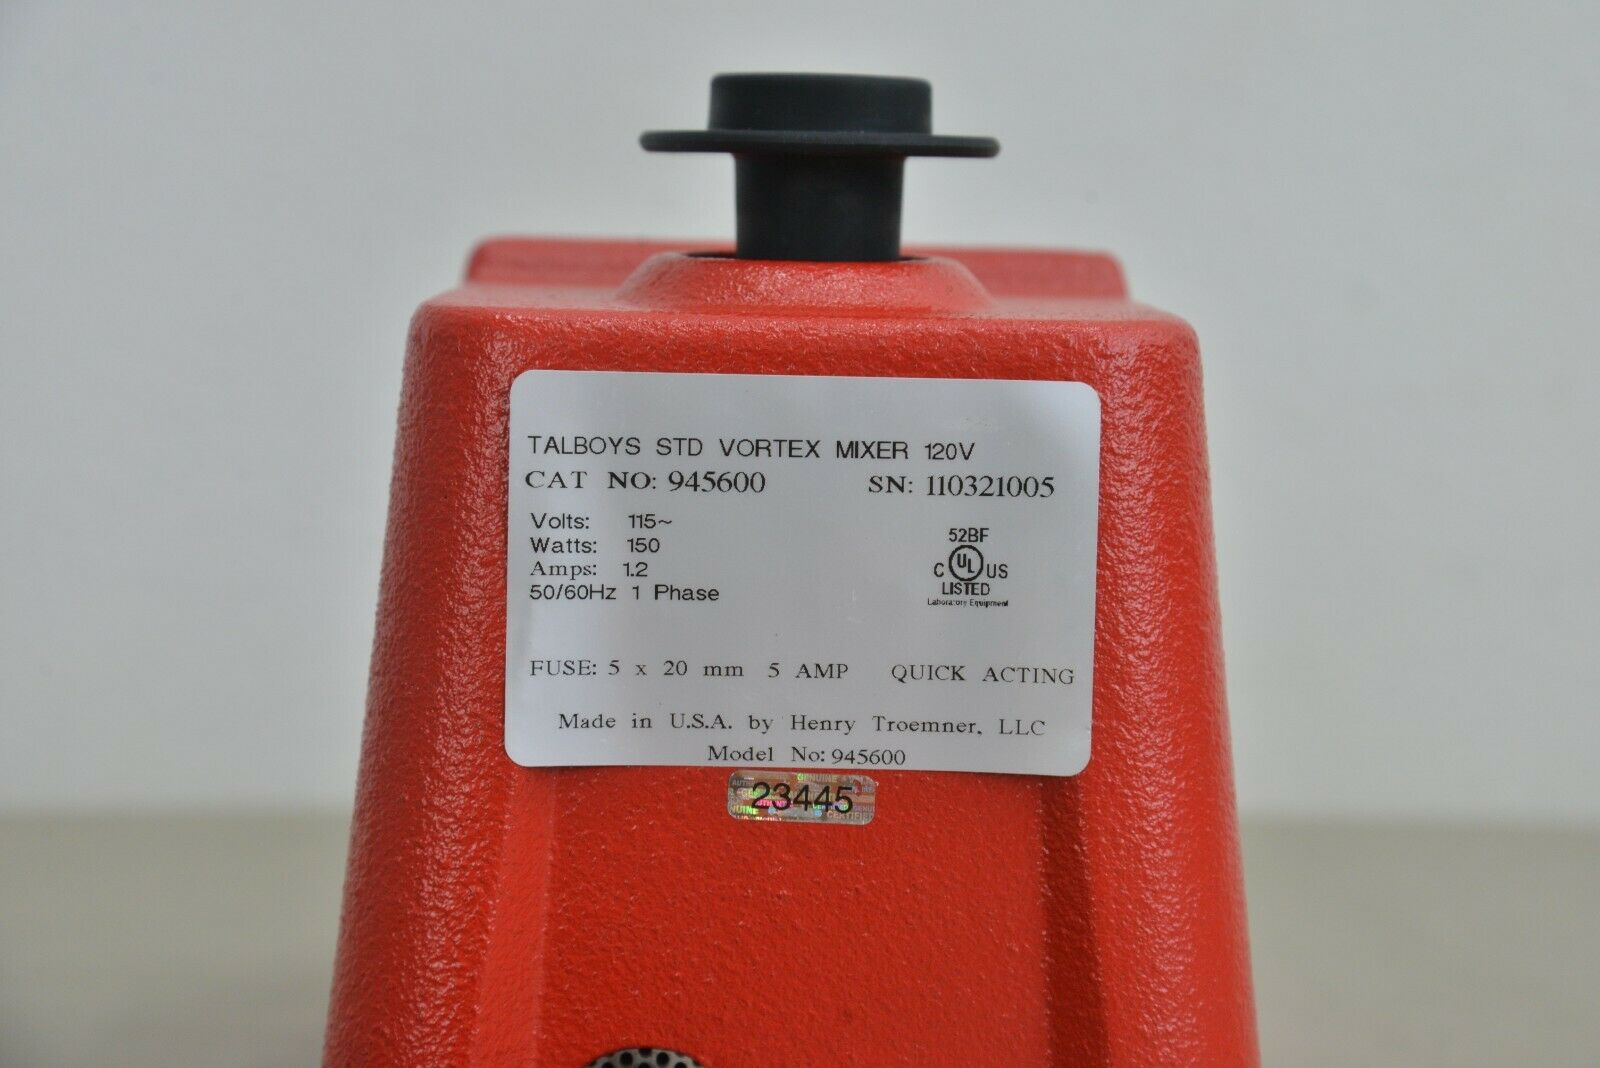 TALBOYS STD VORTEX MIXER 120V
CAT NO: 945600 SN: 110321005
Volts: 115~
Watts: 150
Amps: 1.2
50/60Hz 1 Phase
52BF
C UL US
LISTED
Laboratory Equipment
FUSE: 5 x 20 mm 5 AMP QUICK ACTING
Made in U.S.A. by Henry Troemner, LLC
Model No: 945600
GENUINE
23445